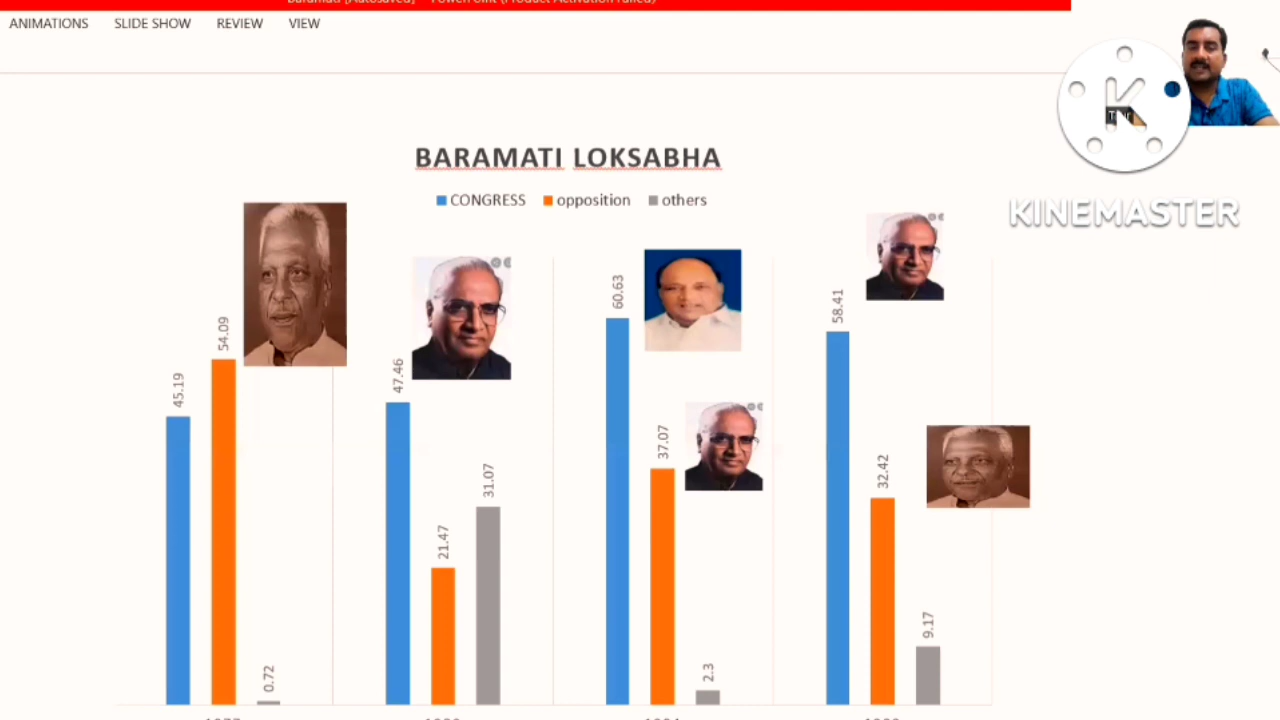 ANIMATIONS SLIDE SHOW REVIEW VIEW
KINEMASTER
BARAMATI LOKSABHA
CONGRESS opposition others
45.19 54.09 0.72
47.46 21.47 31.07
60.63 37.07 2.3
58.41 32.42 9.17